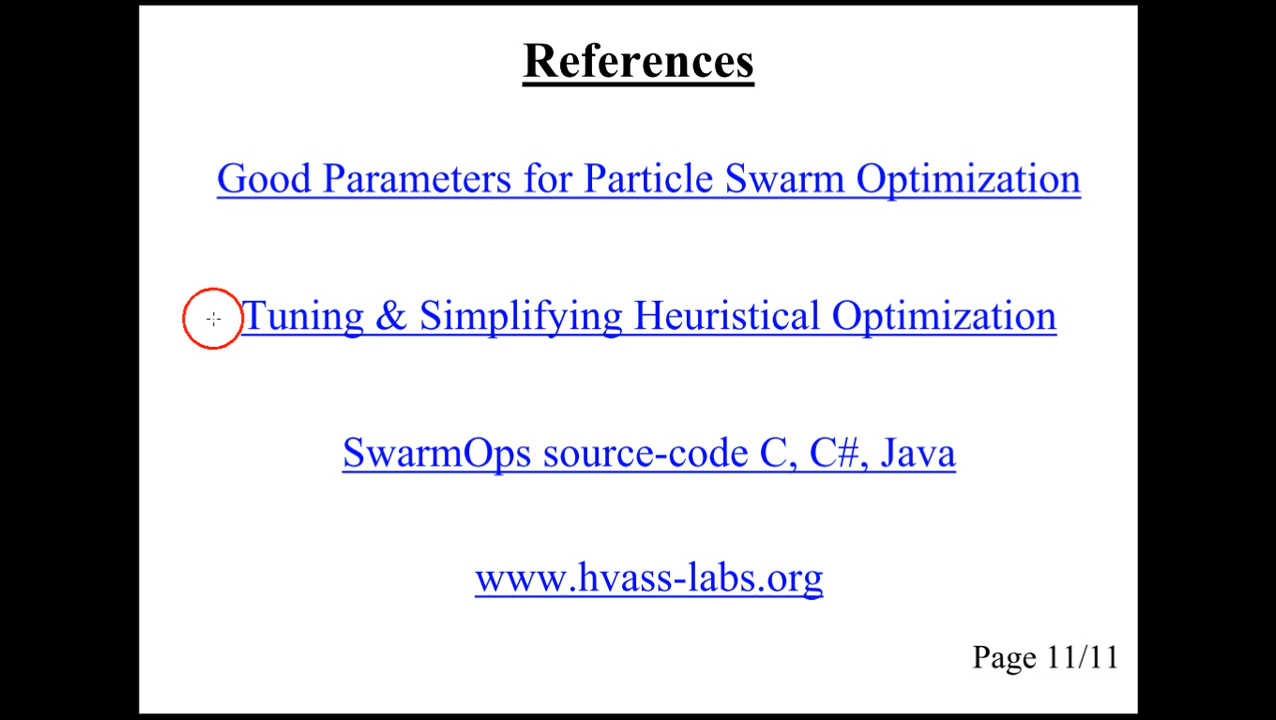 References
Good Parameters for Particle Swarm Optimization
Tuning & Simplifying Heuristical Optimization
SwarmOps source-code C, C#, Java
www.hvass-labs.org
Page 11/11